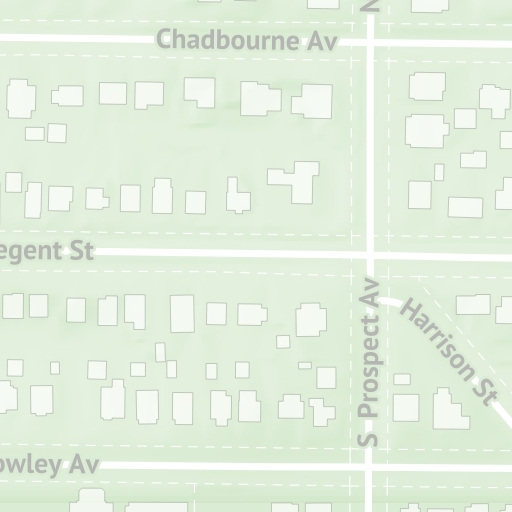 N
Chadbourne Av
egent St
S Prospect Av
Harrison St
owley Av